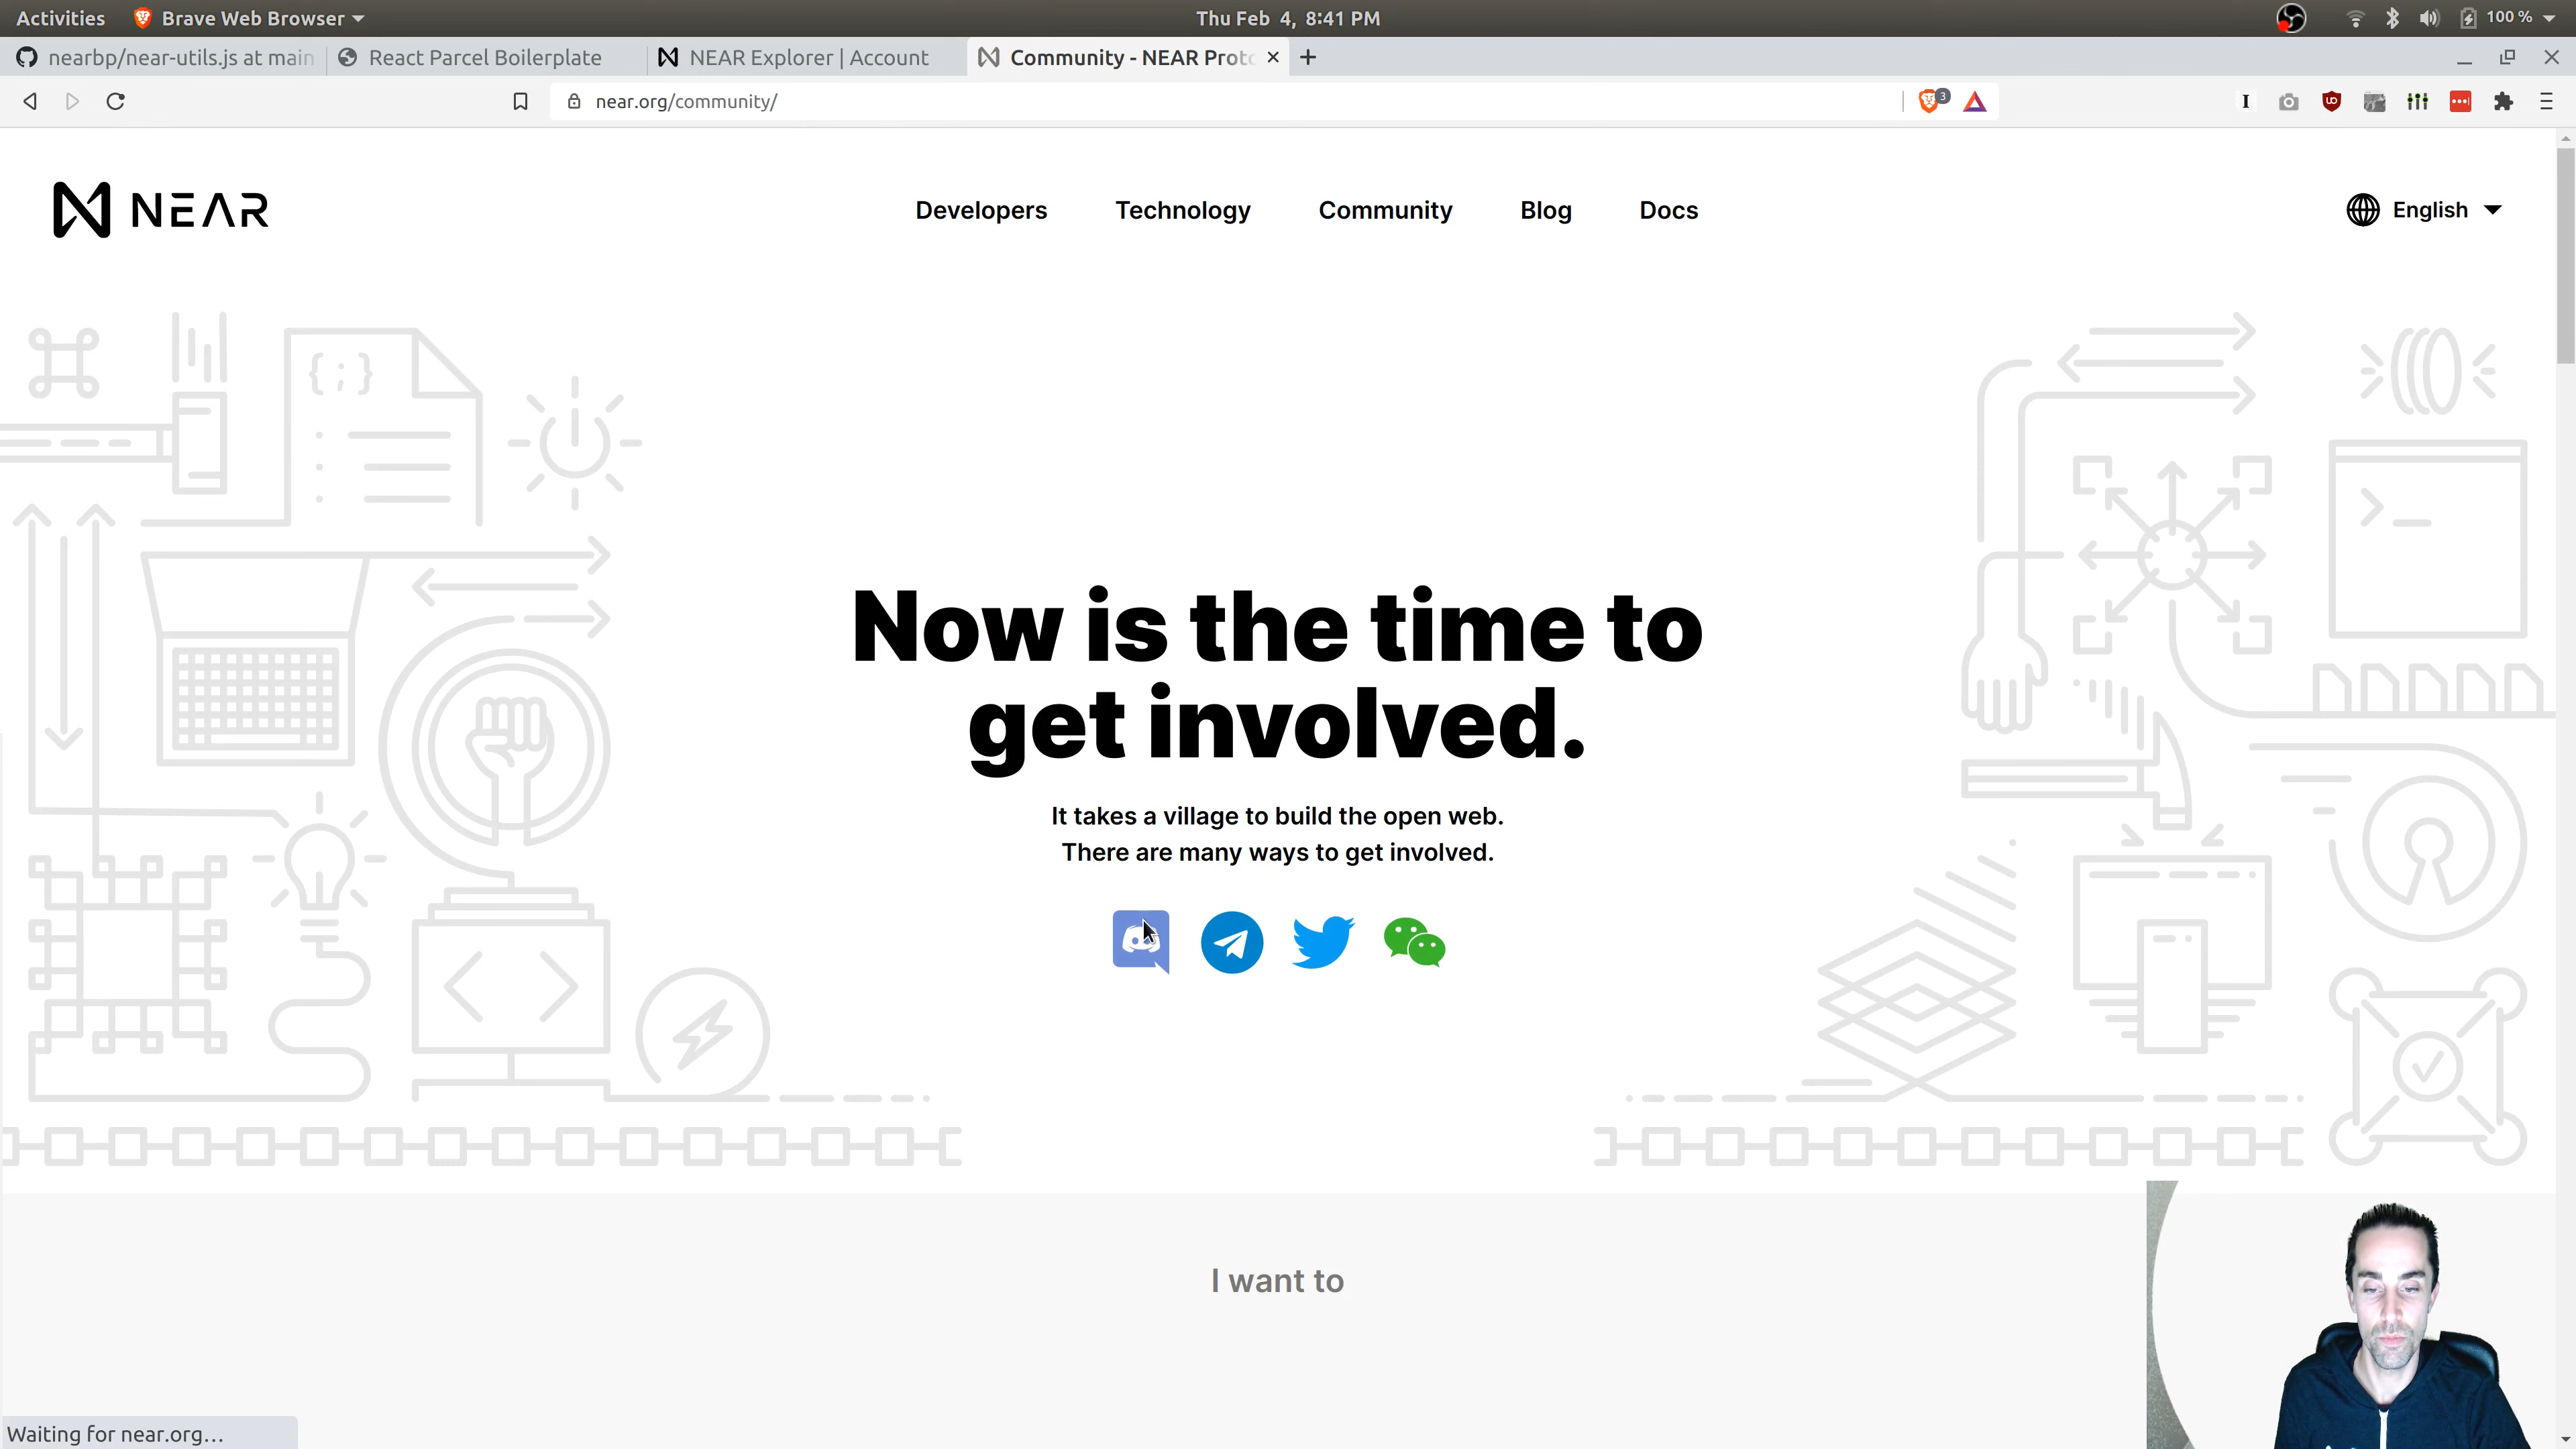 Activities
Brave Web Browser
Thu Feb 4, 8:41 PM
100 %
nearbp/near-utils.js at main
React Parcel Boilerplate
NEAR Explorer | Account
Community - NEAR Proto
near.org/community/
3
NEAR
Developers
Technology
Community
Blog
Docs
English
{ ; }
>_
Now is the time to
get involved.
It takes a village to build the open web.
There are many ways to get involved.
I want to
Waiting for near.org...